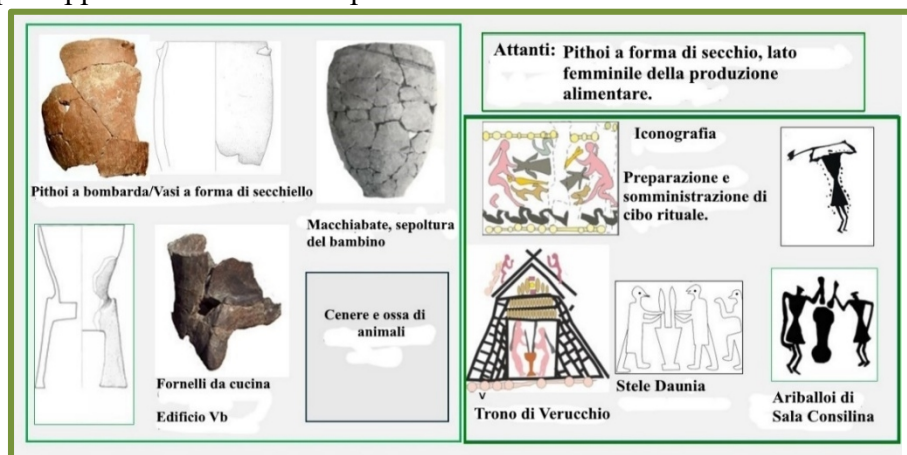 Pithoi a bombarda/Vasi a forma di secchiello
Macchiabate, sepoltura
del bambino
Fornelli da cucina
Edificio Vb
Cenere e ossa di
animali
Attanti: Pithoi a forma di secchio, lato
femminile della produzione
alimentare.
Iconografia
Preparazione e
somministrazione di
cibo rituale.
v
Trono di Verucchio
Stele Daunia
Ariballoi di
Sala Consilina